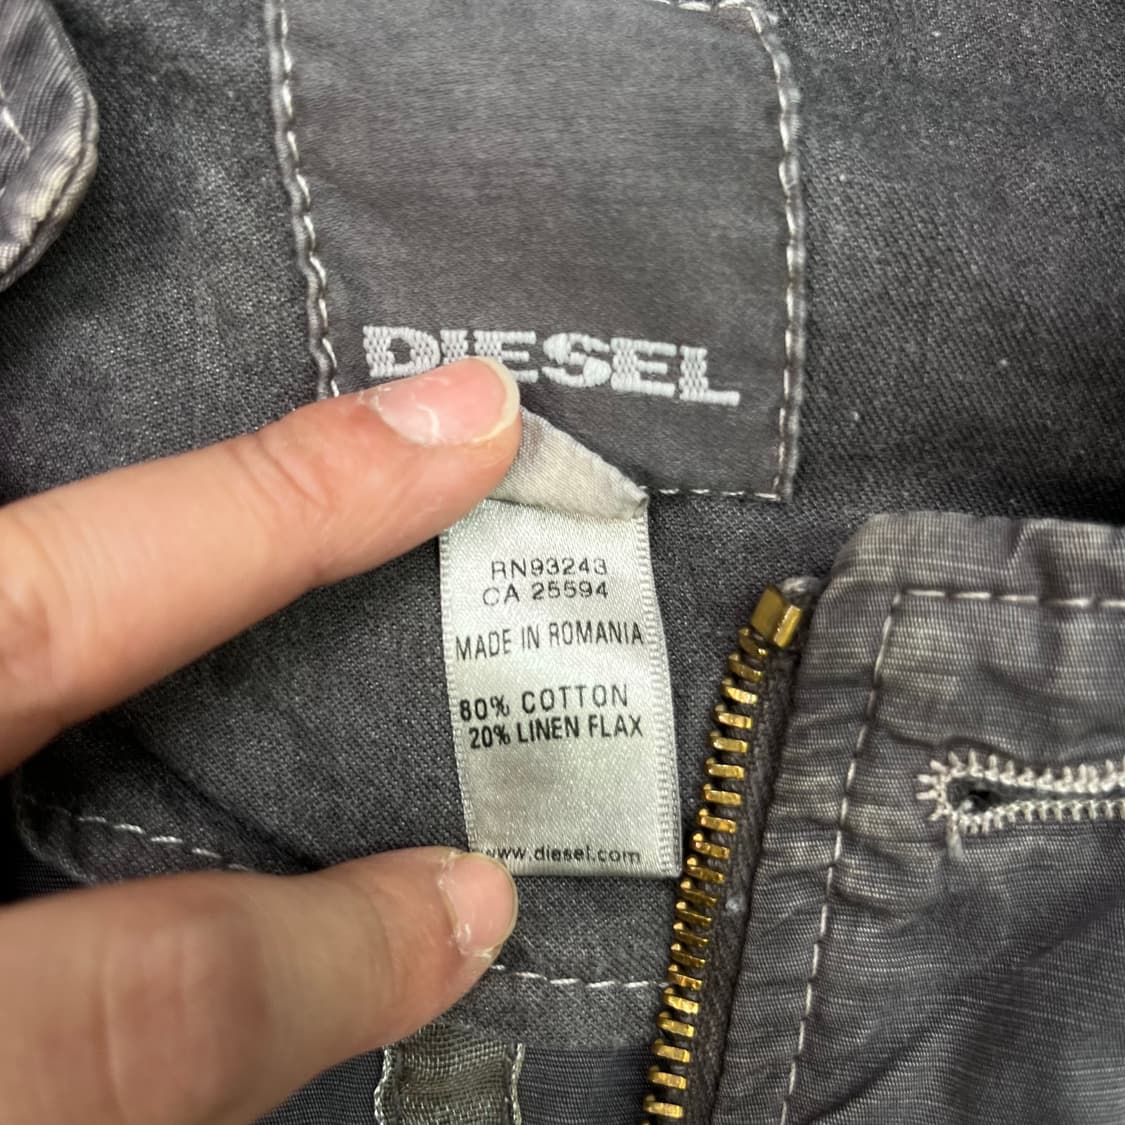 DIESEL
RN93243
CA 25594
MADE IN ROMANIA
80% COTTON
20% LINEN FLAX
www.diesel.com